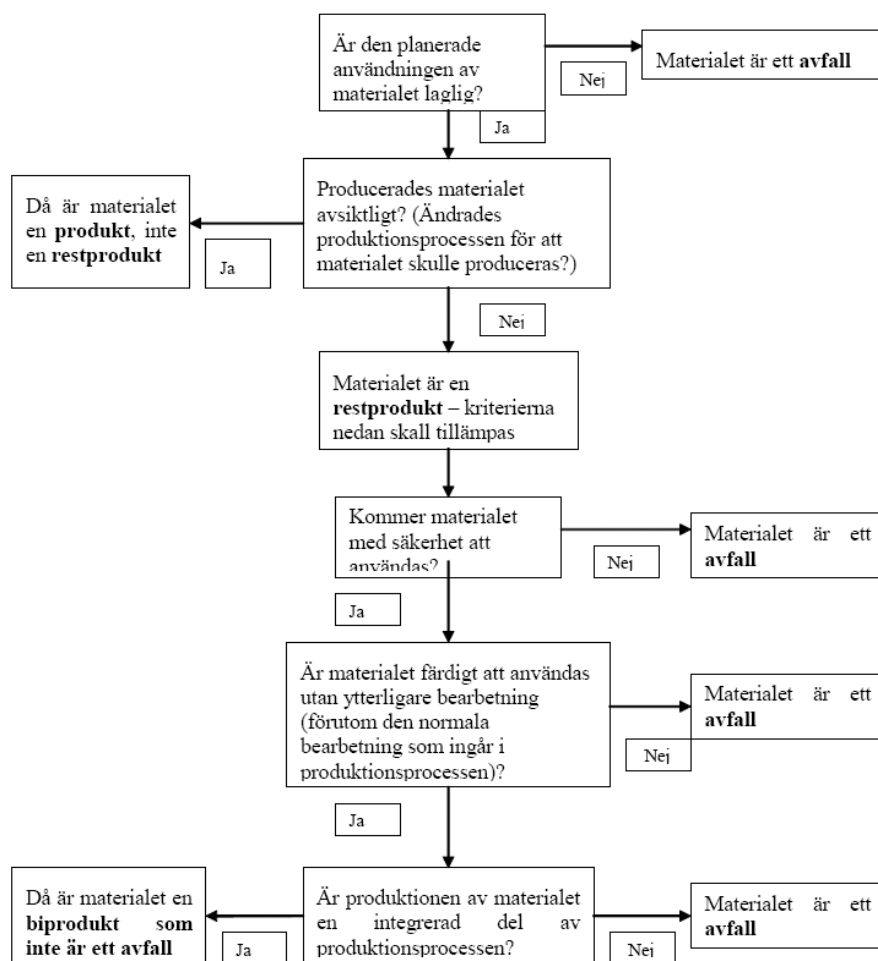 Är den planerade
användningen av
materialet laglig?
Nej
Materialet är ett avfall
Ja
Producerades materialet
avsiktligt? (Ändrades
produktionsprocessen för att
materialet skulle produceras?)
Ja
Då är materialet
en produkt, inte
en restprodukt
Nej
Materialet är en
restprodukt – kriterierna
nedan skall tillämpas
Kommer materialet
med säkerhet att
användas?
Nej
Materialet är ett
avfall
Ja
Är materialet färdigt att användas
utan ytterligare bearbetning
(förutom den normala
bearbetning som ingår i
produktionsprocessen)?
Nej
Materialet är ett
avfall
Ja
Är produktionen av materialet
en integrerad del av
produktionsprocessen?
Ja
Då är materialet en
biprodukt som
inte är ett avfall
Nej
Materialet är ett
avfall